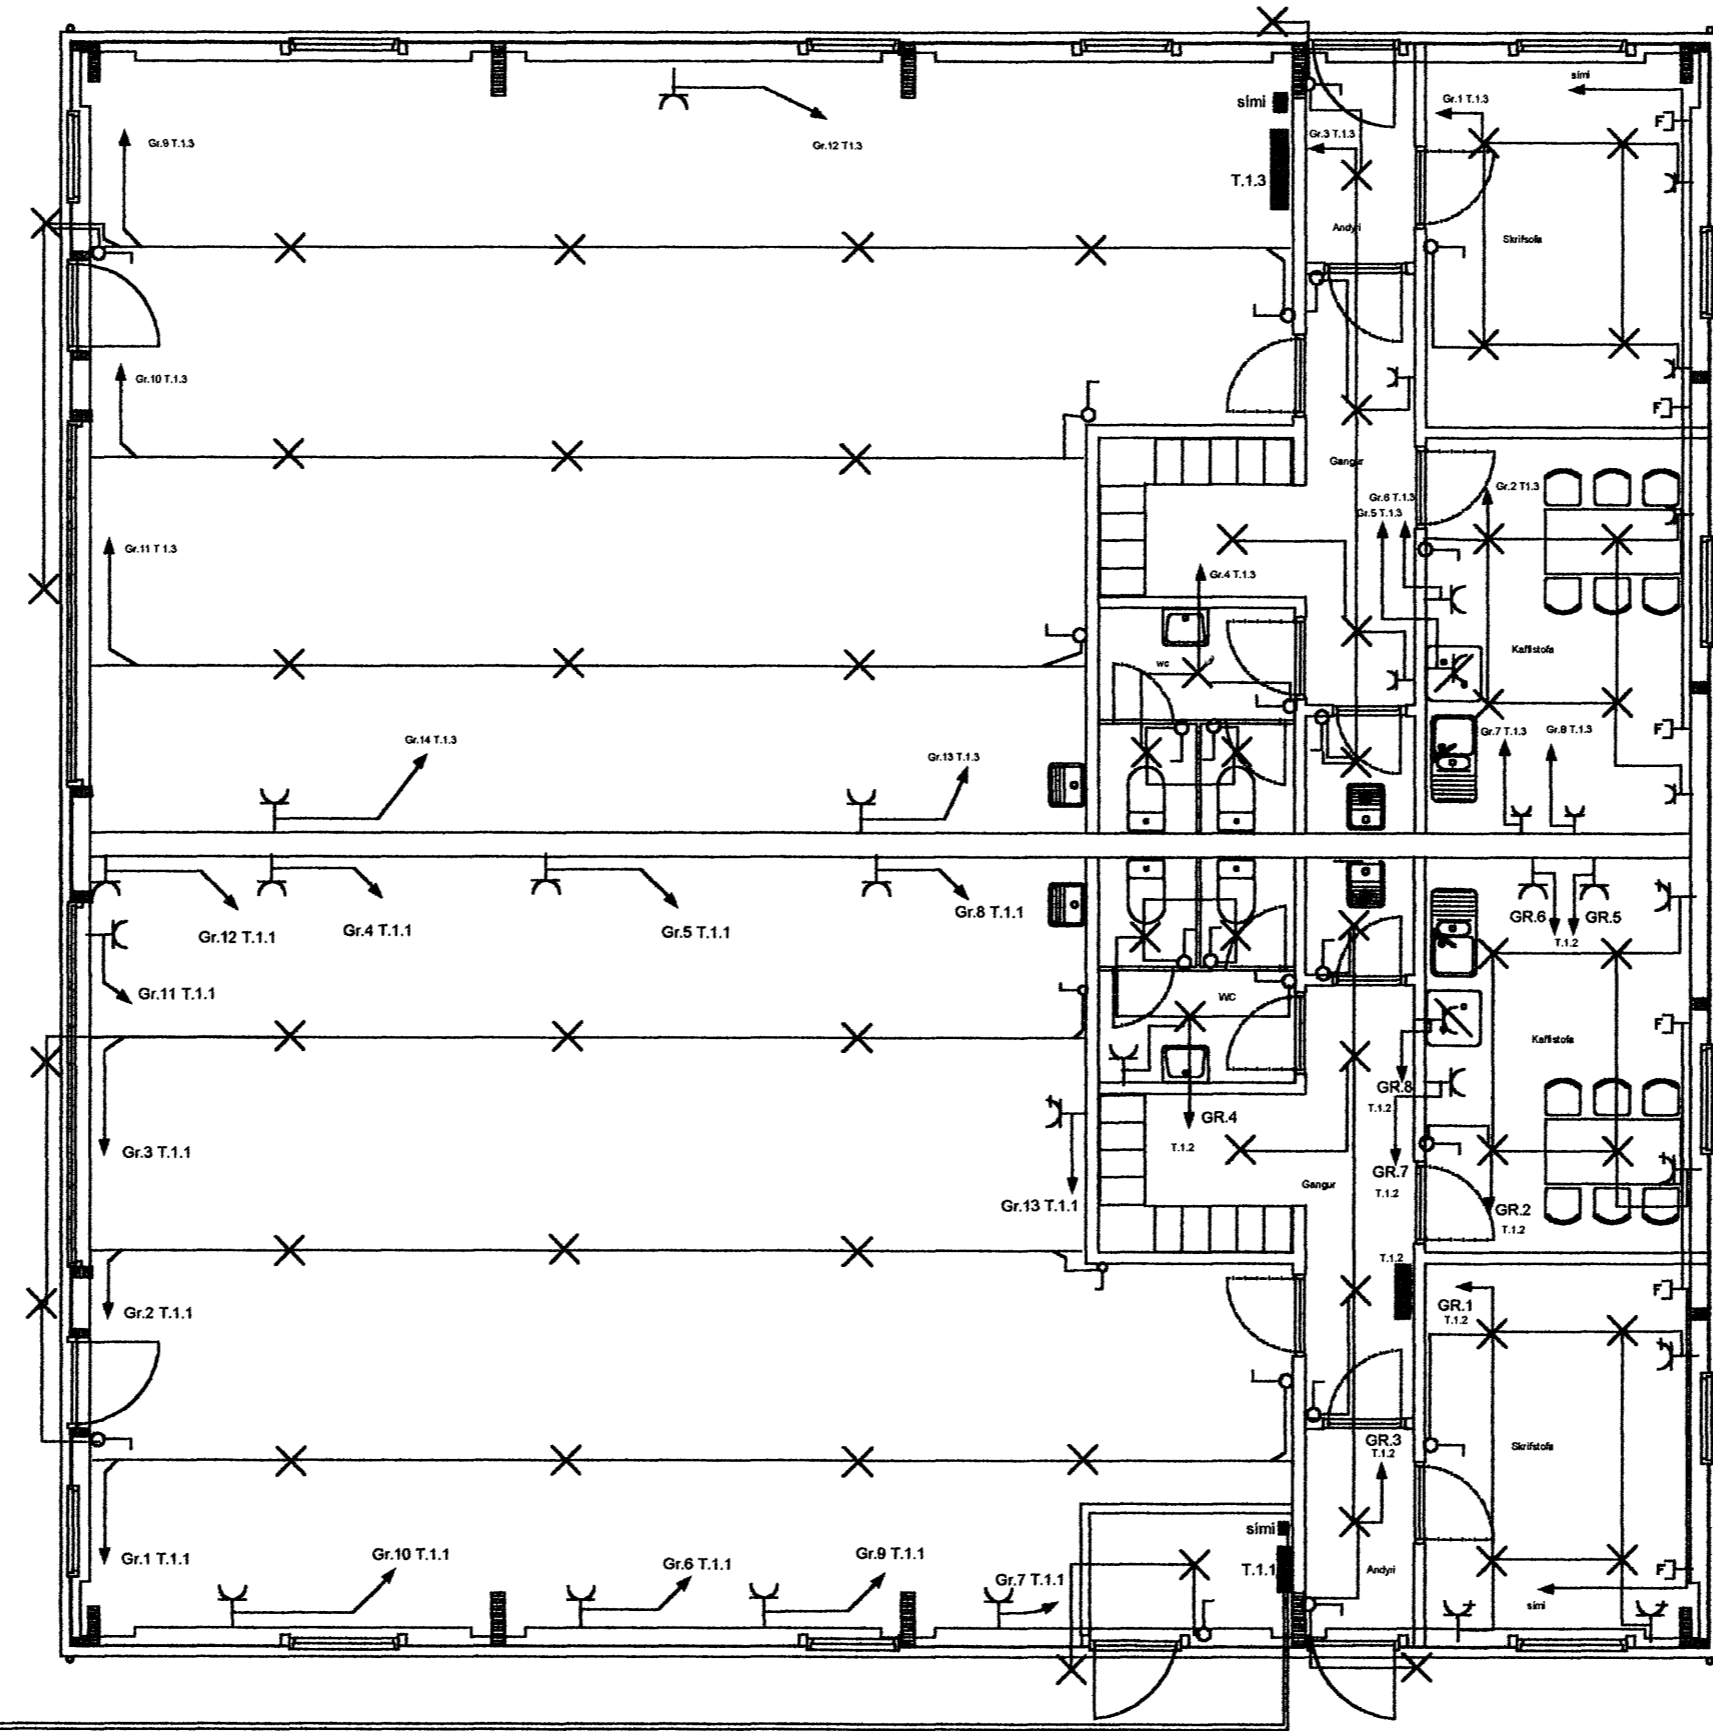 sími
Gr.1 T.1.3
sími
Gr.3 T.1.3
Gr.9 T.1.3
Gr.12 T1.3
T.1.3
Andyri
Skrifsofa
Gr.10 T.1.3
Gangur
Gr.2 T1.3
Gr.6 T.1.3
Gr.5 T.1.3
Gr.11 T 1.3
Gr.4 T.1.3
Kaffistofa
wc
Gr.7 T.1.3
Gr.8 T.1.3
Gr.14 T.1.3
Gr.13 T.1.3
F
F
F
Gr.12 T.1.1
Gr.4 T.1.1
Gr.5 T.1.1
Gr.8 T.1.1
GR.6
GR.5
T.1.2
Gr.11 T.1.1
WC
F
Kaffistofa
GR.8
T.1.2
GR.4
T.1.2
Gr.3 T.1.1
GR.7
T.1.2
Gangur
Gr.13 T.1.1
GR.2
T.1.2
T.1.2
F
Gr.2 T.1.1
GR.1
T.1.2
GR.3
T.1.2
Skrifstofa
sími
Gr.1 T.1.1
Gr.10 T.1.1
Gr.6 T.1.1
Gr.9 T.1.1
Gr.7 T.1.1
T.1.1
Andyri
F
sími